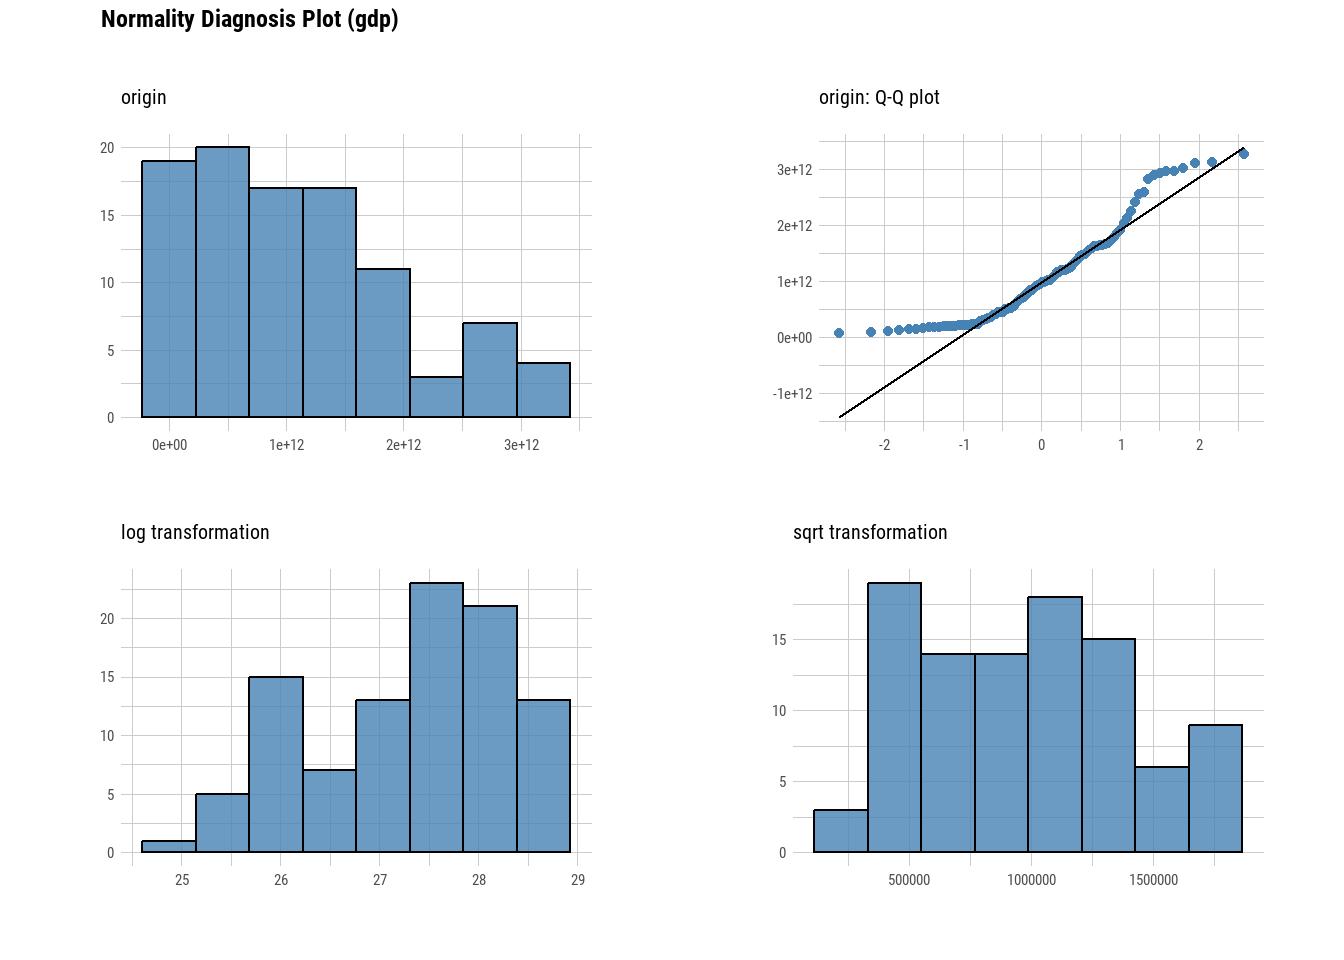 Normality Diagnosis Plot (gdp)
origin
20
15
10
5
0
0e+00 1e+12 2e+12 3e+12
origin: Q-Q plot
3e+12
2e+12
1e+12
0e+00
-1e+12
-2 -1 0 1 2
log transformation
20
15
10
5
0
25 26 27 28 29
sqrt transformation
15
10
5
0
500000 1000000 1500000